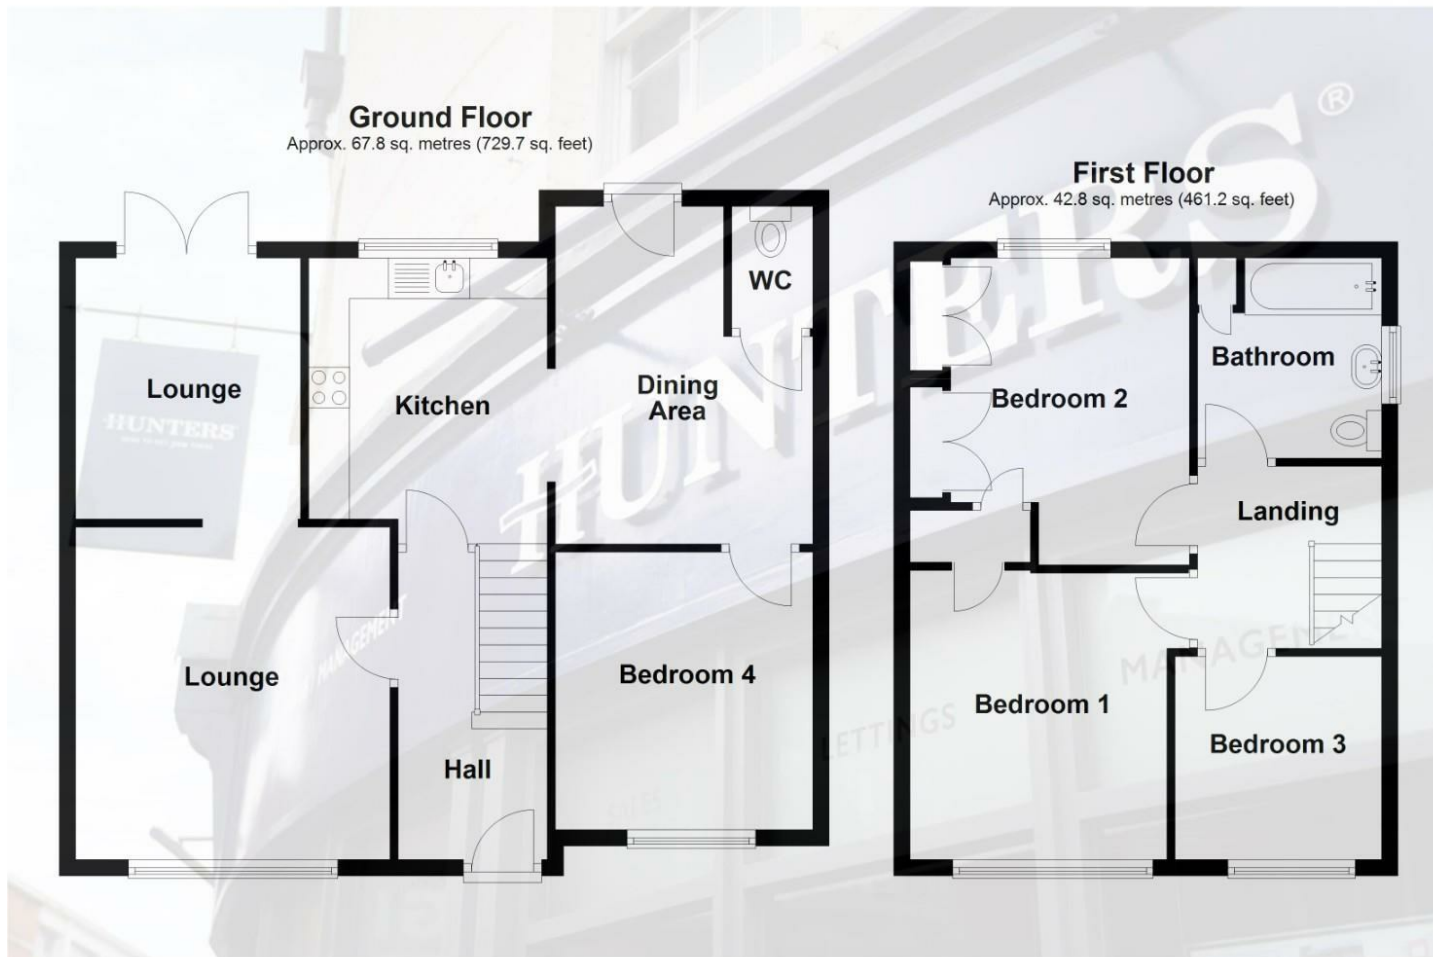 Ground Floor
Approx. 67.8 sq. metres (729.7 sq. feet)
Lounge
Kitchen
Dining
Area
WC
Lounge
Hall
Bedroom 4
First Floor
Approx. 42.8 sq. metres (461.2 sq. feet)
Bedroom 2
Bathroom
Landing
Bedroom 1
Bedroom 3
HUNTERS®
HUNTERS
MANAGEMENT
SALES
LETTINGS
MANAGEMENT